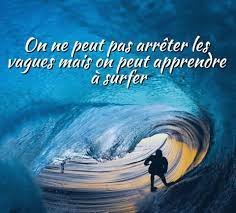 On ne peut pas arrêter les
vagues mais on peut apprendre
à surfer